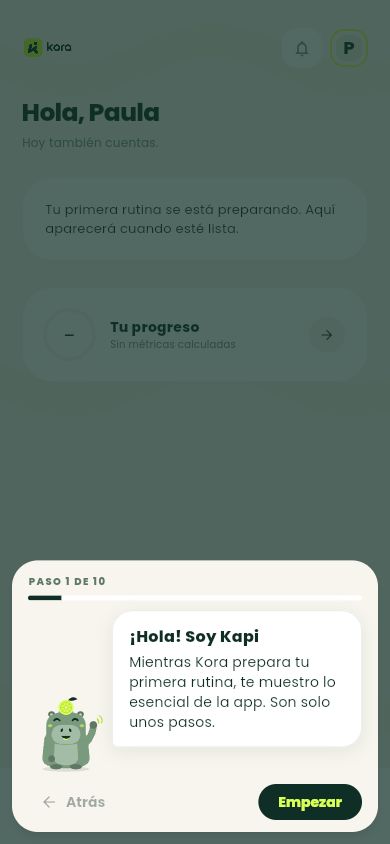 kora
P
Hola, Paula
Hoy también cuentas.
Tu primera rutina se está preparando. Aquí
aparecerá cuando esté lista.
–
Tu progreso
Sin métricas calculadas
PASO 1 DE 10
¡Hola! Soy Kapi
Mientras Kora prepara tu
primera rutina, te muestro lo
esencial de la app. Son solo
unos pasos.
Atrás
Empezar